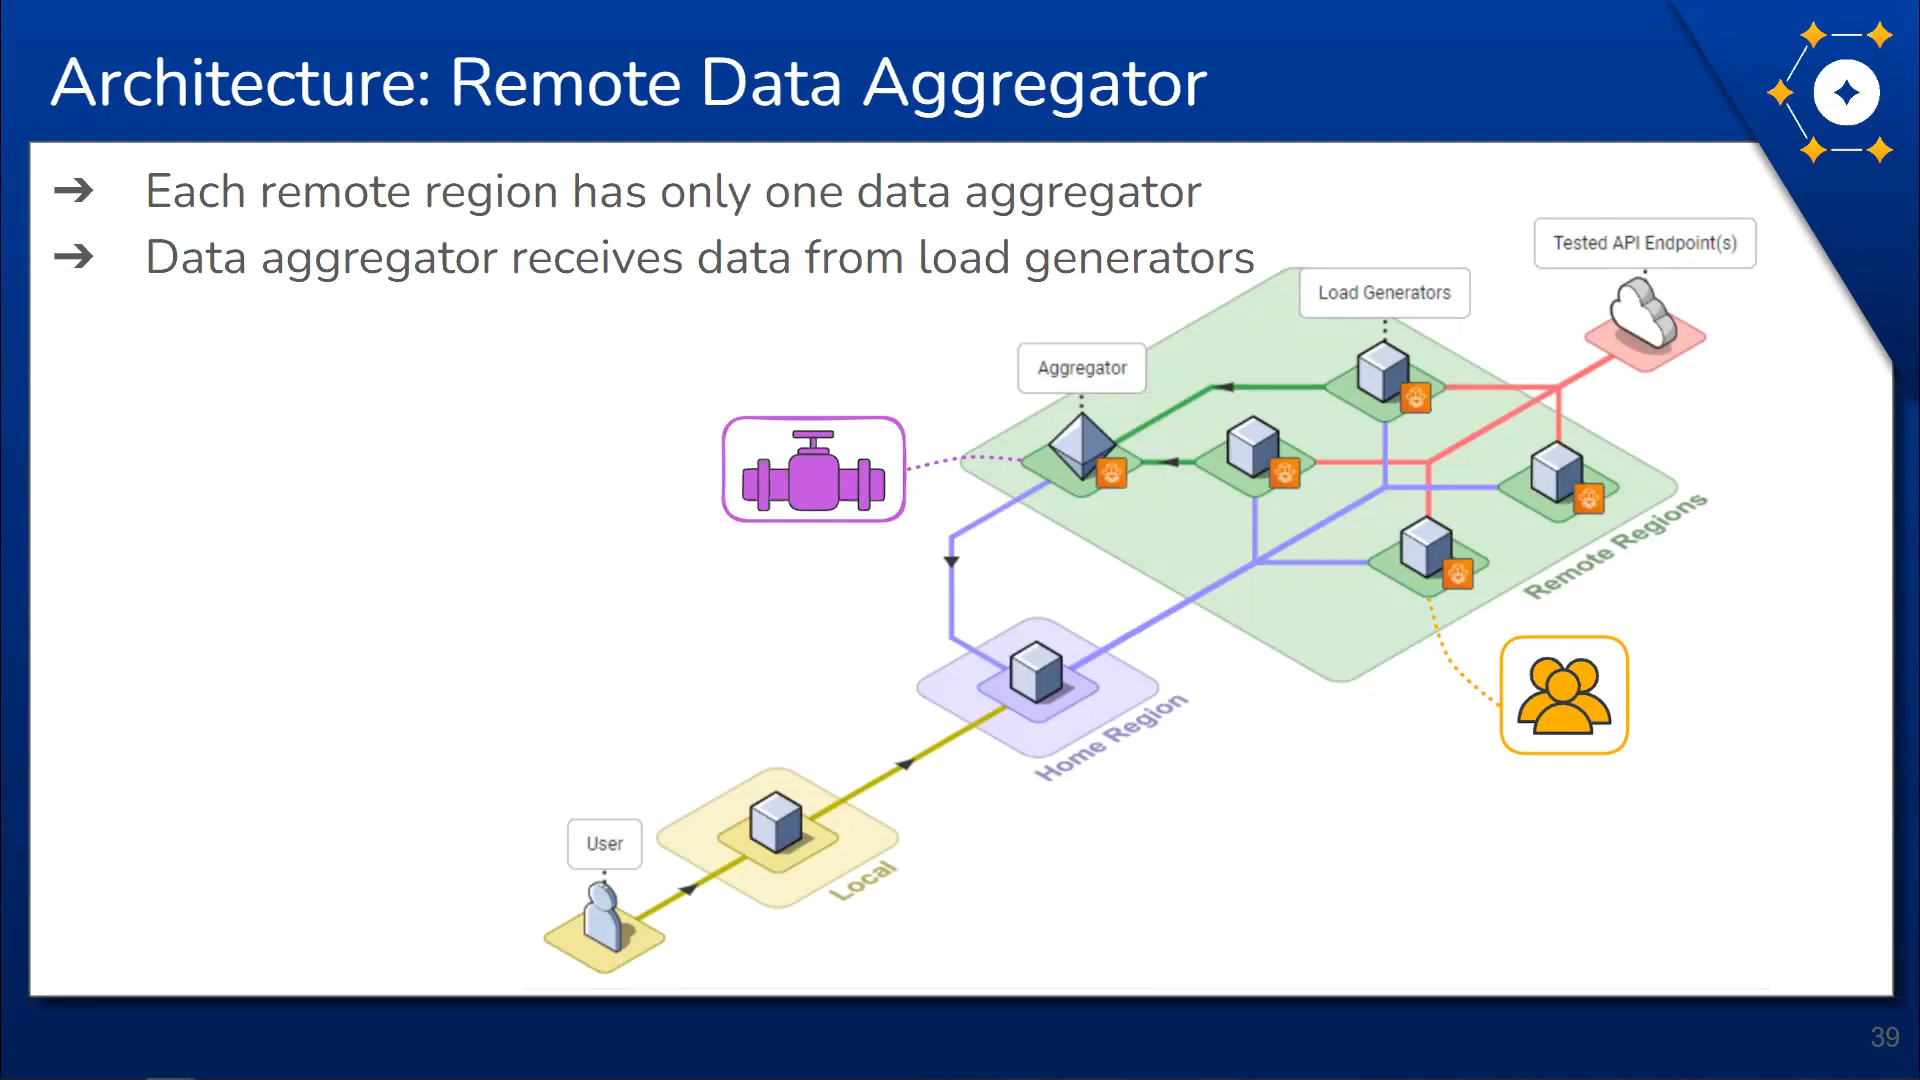 Architecture: Remote Data Aggregator
➔ Each remote region has only one data aggregator
➔ Data aggregator receives data from load generators
Tested API Endpoint(s)
Load Generators
Aggregator
Remote Regions
Home Region
User
Local
39